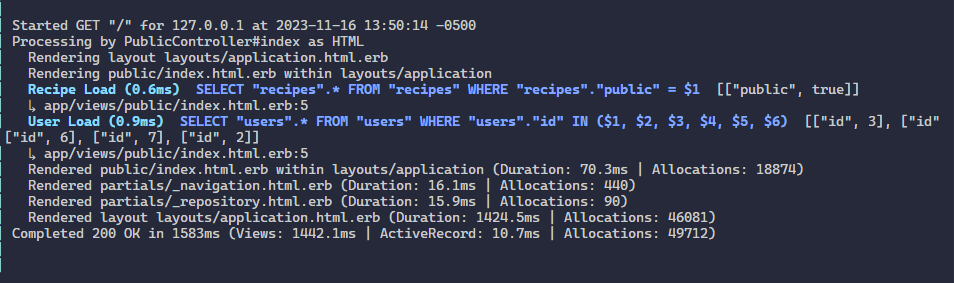 Started GET "/" for 127.0.0.1 at 2023-11-16 13:50:14 -0500
Processing by PublicController#index as HTML
  Rendering layout layouts/application.html.erb
  Rendering public/index.html.erb within layouts/application
  Recipe Load (0.6ms)  SELECT "recipes".* FROM "recipes" WHERE "recipes"."public" = $1  [["public", true]]
  ↳ app/views/public/index.html.erb:5
  User Load (0.9ms)  SELECT "users".* FROM "users" WHERE "users"."id" IN ($1, $2, $3, $4, $5, $6)  [["id", 3], ["id"
["id", 6], ["id", 7], ["id", 2]]
  ↳ app/views/public/index.html.erb:5
  Rendered public/index.html.erb within layouts/application (Duration: 70.3ms | Allocations: 18874)
  Rendered partials/_navigation.html.erb (Duration: 16.1ms | Allocations: 440)
  Rendered partials/_repository.html.erb (Duration: 15.9ms | Allocations: 90)
  Rendered layout layouts/application.html.erb (Duration: 1424.5ms | Allocations: 46081)
Completed 200 OK in 1583ms (Views: 1442.1ms | ActiveRecord: 10.7ms | Allocations: 49712)